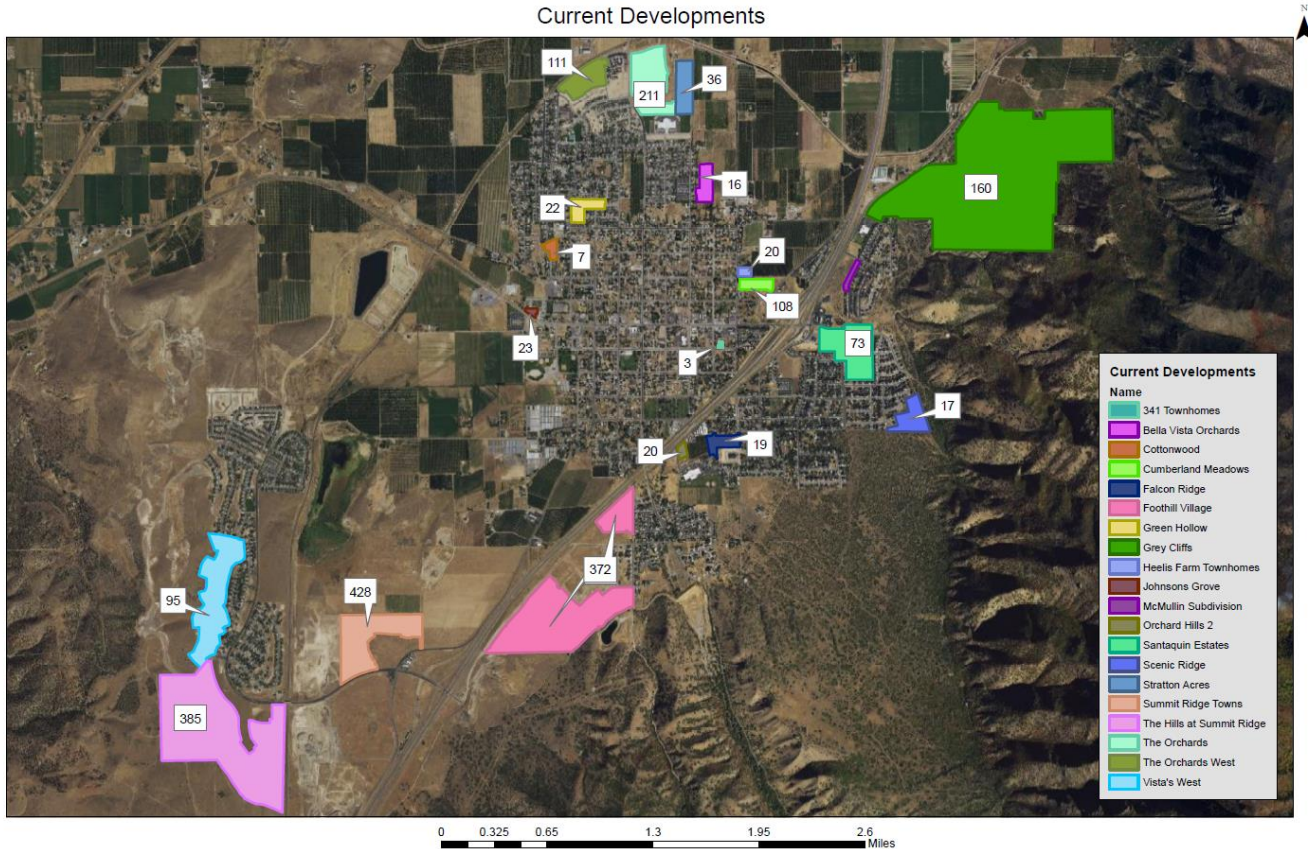 Current Developments
N
111
211
36
16
160
22
7
20
108
23
3
73
17
20
19
372
95
428
385
Current Developments
Name
341 Townhomes
Bella Vista Orchards
Cottonwood
Cumberland Meadows
Falcon Ridge
Foothill Village
Green Hollow
Grey Cliffs
Heelis Farm Townhomes
Johnsons Grove
McMullin Subdivision
Orchard Hills 2
Santaquin Estates
Scenic Ridge
Stratton Acres
Summit Ridge Towns
The Hills at Summit Ridge
The Orchards
The Orchards West
Vista's West
0 0.325 0.65 1.3 1.95 2.6
Miles